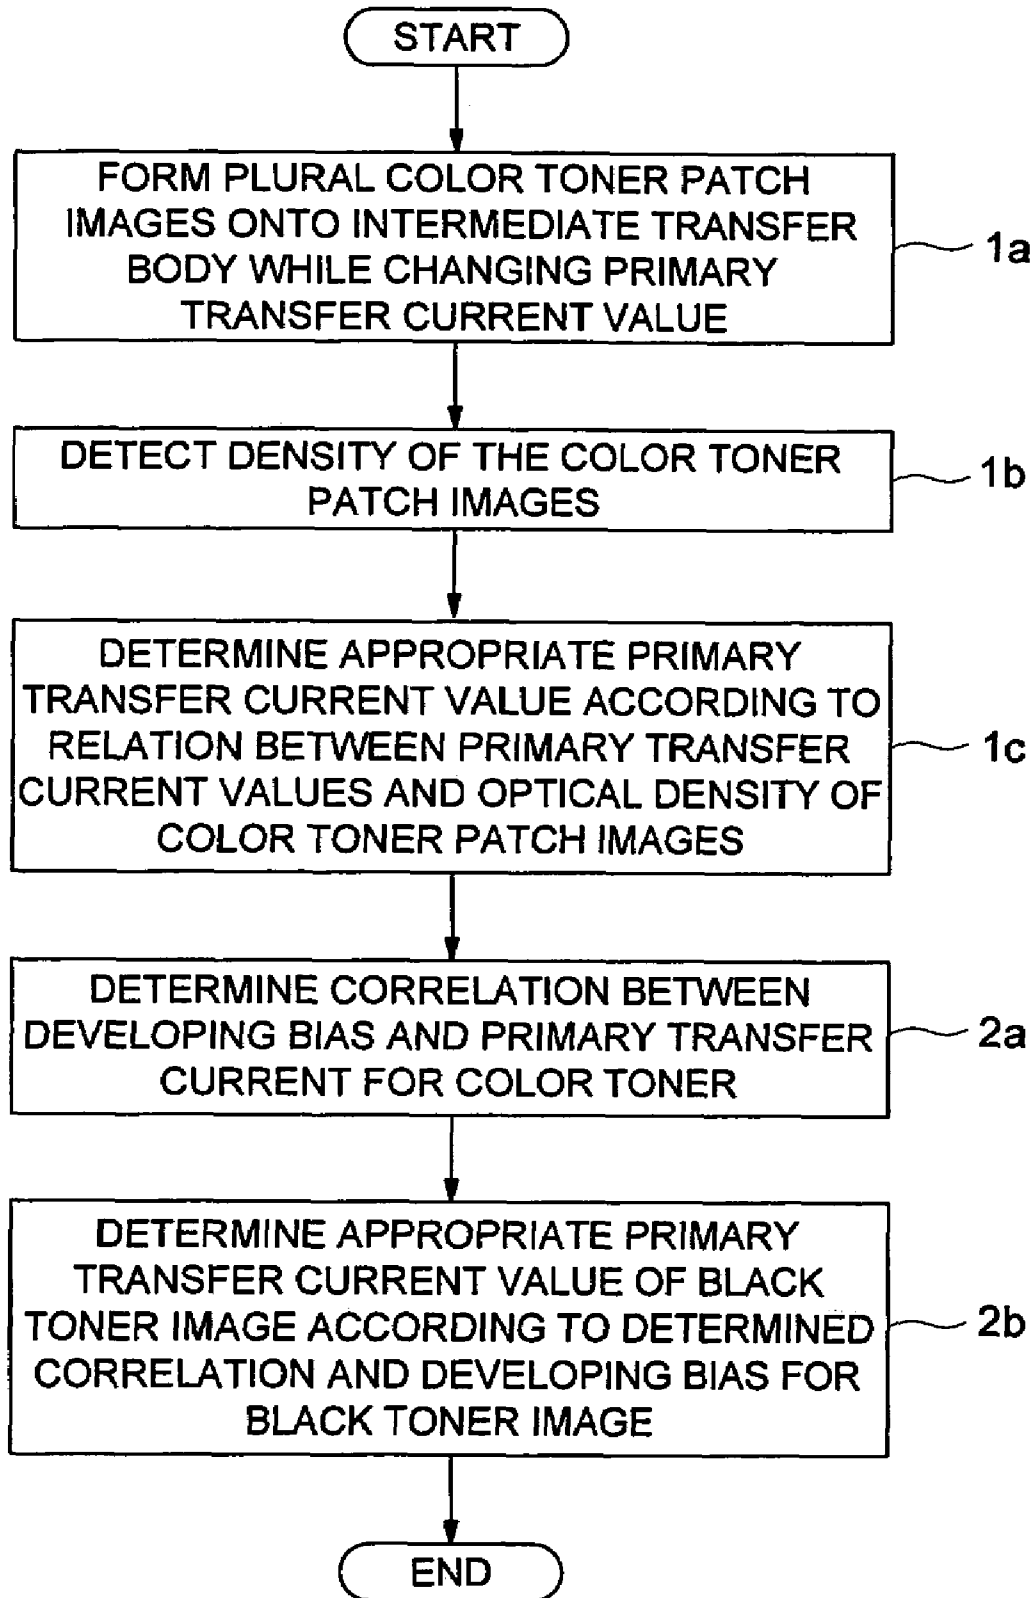 START
FORM PLURAL COLOR TONER PATCH
IMAGES ONTO INTERMEDIATE TRANSFER
BODY WHILE CHANGING PRIMARY
TRANSFER CURRENT VALUE
1a
DETECT DENSITY OF THE COLOR TONER
PATCH IMAGES
1b
DETERMINE APPROPRIATE PRIMARY
TRANSFER CURRENT VALUE ACCORDING TO
RELATION BETWEEN PRIMARY TRANSFER
CURRENT VALUES AND OPTICAL DENSITY OF
COLOR TONER PATCH IMAGES
1c
DETERMINE CORRELATION BETWEEN
DEVELOPING BIAS AND PRIMARY TRANSFER
CURRENT FOR COLOR TONER
2a
DETERMINE APPROPRIATE PRIMARY
TRANSFER CURRENT VALUE OF BLACK
TONER IMAGE ACCORDING TO DETERMINED
CORRELATION AND DEVELOPING BIAS FOR
BLACK TONER IMAGE
2b
END